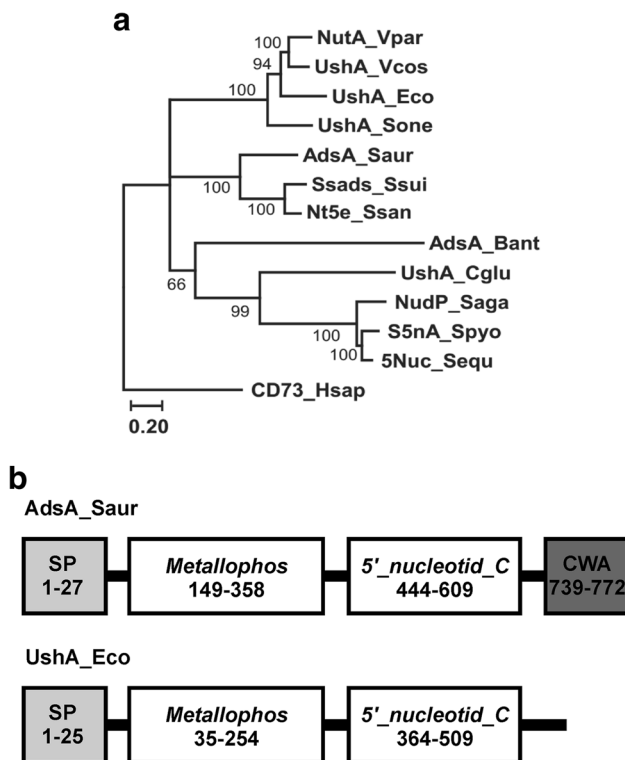 a
100
NutA_Vpar
94
UshA_Vcos
100
UshA_Eco
UshA_Sone
AdsA_Saur
100
Ssads_Ssui
100
Nt5e_Ssan
AdsA_Bant
66
UshA_Cglu
99
NudP_Saga
100
S5nA_Spyo
100
5Nuc_Sequ
CD73_Hsap
0.20
b
AdsA_Saur
SP Metallophos 5'_nucleotid_C CWA
1-27 149-358 444-609 739-772
UshA_Eco
SP Metallophos 5'_nucleotid_C
1-25 35-254 364-509